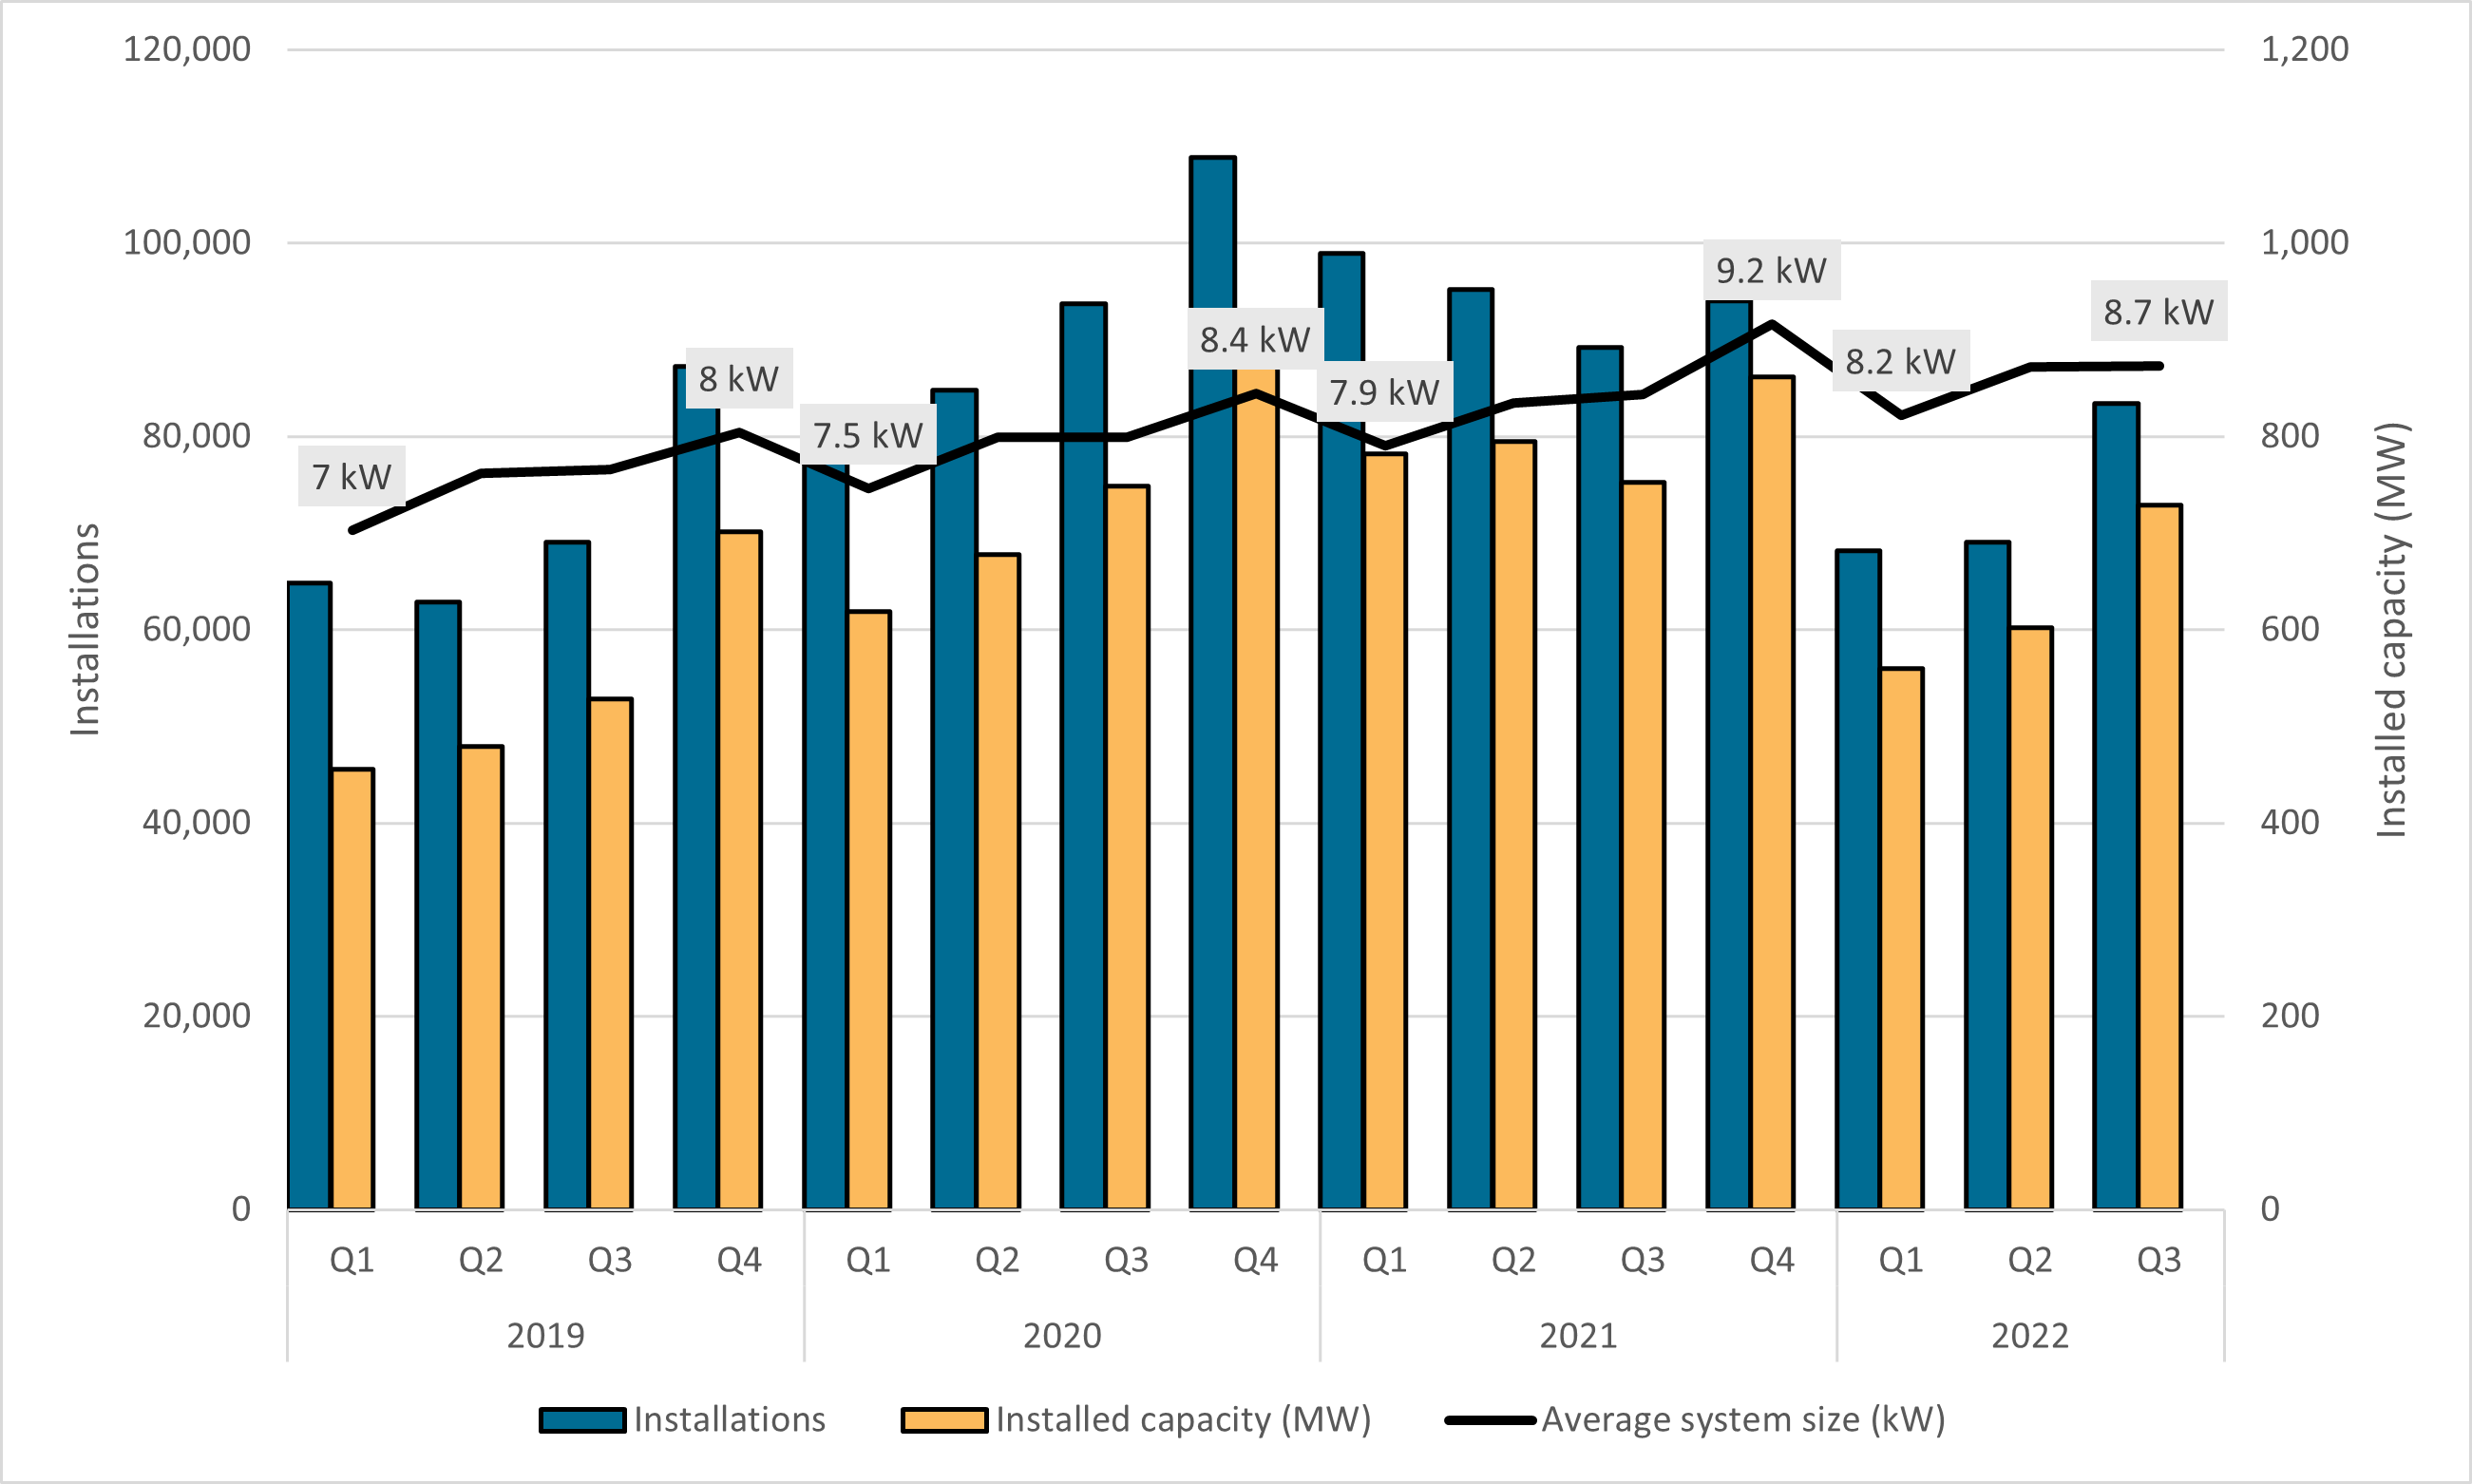 120,000
100,000
80,000
60,000
40,000
20,000
0
Installations
1,200
1,000
800
600
400
200
0
Installed capacity (MW)
7 kW
8 kW
7.5 kW
8.4 kW
7.9 kW
9.2 kW
8.2 kW
8.7 kW
Q1 Q2 Q3 Q4 Q1 Q2 Q3 Q4 Q1 Q2 Q3 Q4 Q1 Q2 Q3
2019 2020 2021 2022
Installations Installed capacity (MW) Average system size (kW)